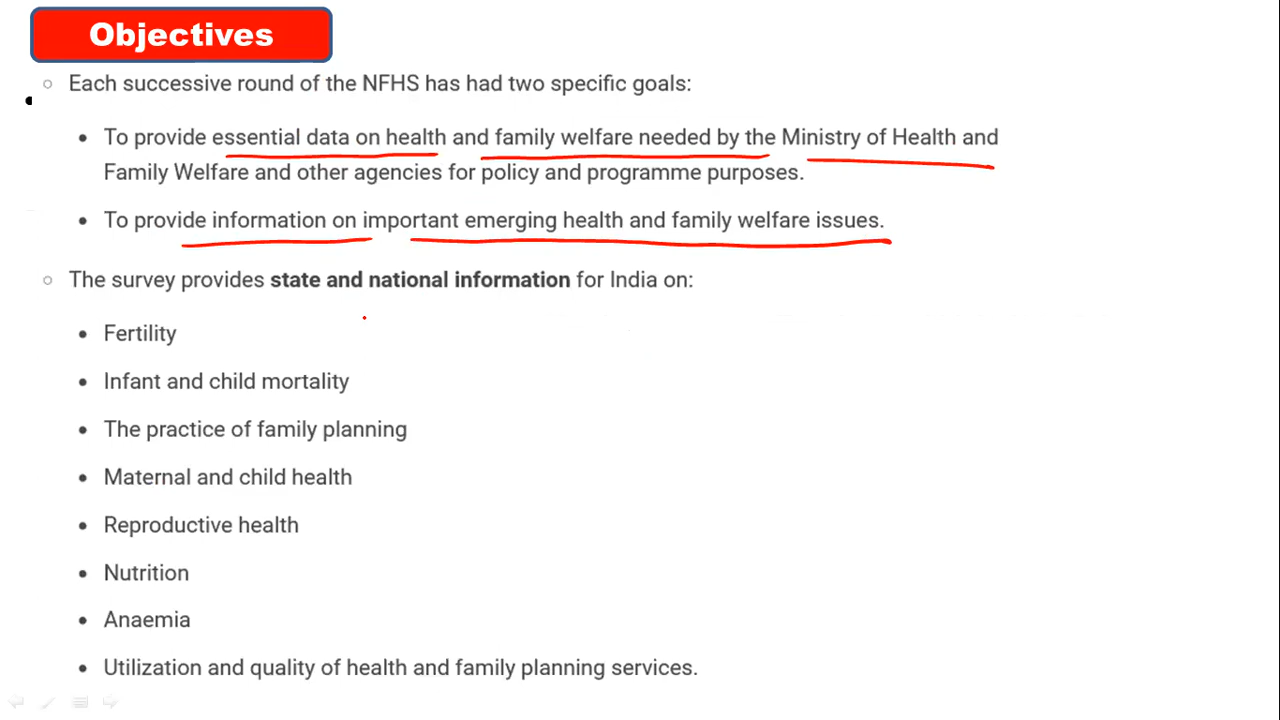 Objectives
Each successive round of the NFHS has had two specific goals:
To provide essential data on health and family welfare needed by the Ministry of Health and
Family Welfare and other agencies for policy and programme purposes.
To provide information on important emerging health and family welfare issues.
The survey provides state and national information for India on:
Fertility
Infant and child mortality
The practice of family planning
Maternal and child health
Reproductive health
Nutrition
Anaemia
Utilization and quality of health and family planning services.